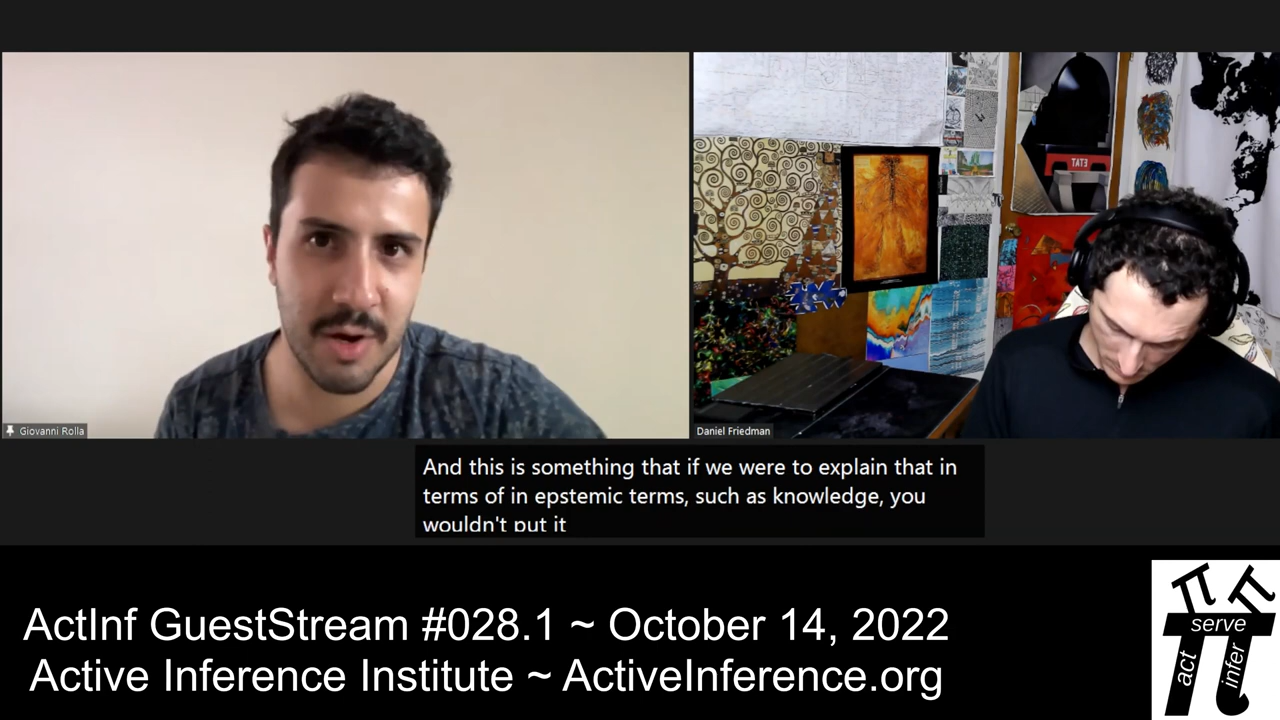 TAT3
Giovanni Rolla
Daniel Friedman
And this is something that if we were to explain that in
terms of in epstemic terms, such as knowledge, you
wouldn't put it
ActInf GuestStream #028.1 ~ October 14, 2022
Active Inference Institute ~ ActiveInference.org
serve
act
infer